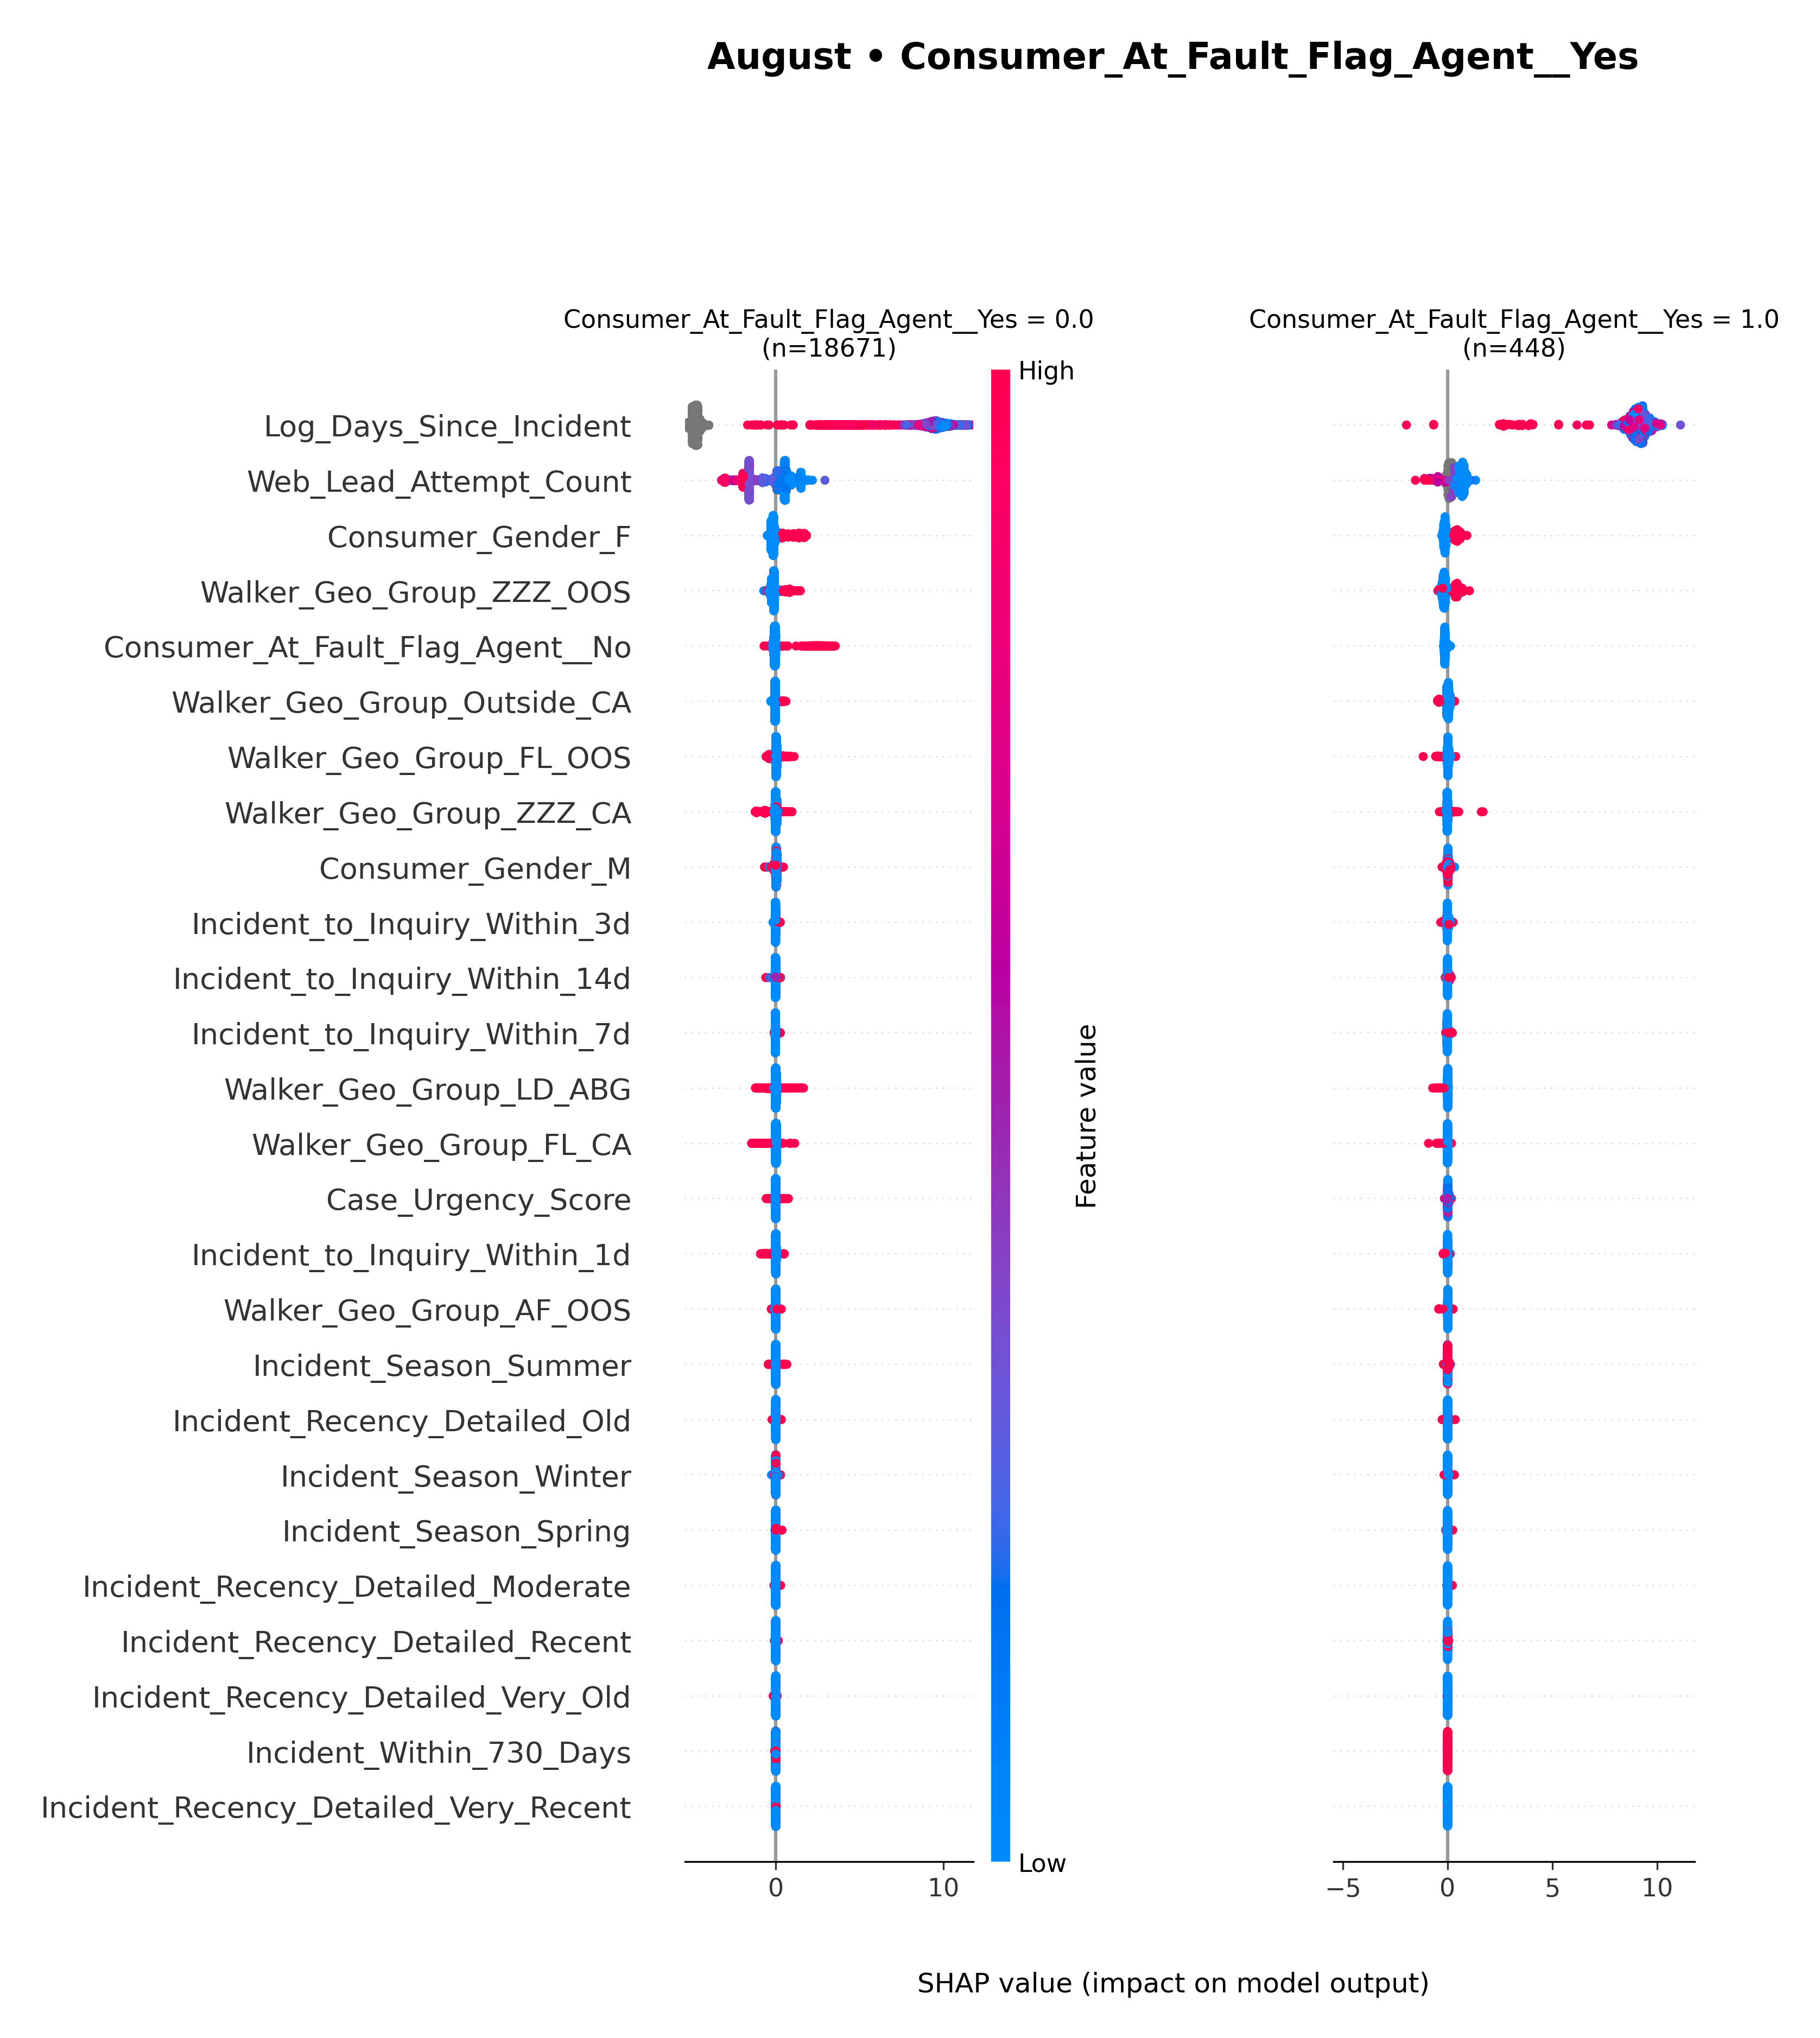 August • Consumer_At_Fault_Flag_Agent__Yes
Consumer_At_Fault_Flag_Agent__Yes = 0.0
(n=18671)
Consumer_At_Fault_Flag_Agent__Yes = 1.0
(n=448)
High
Log_Days_Since_Incident
Web_Lead_Attempt_Count
Consumer_Gender_F
Walker_Geo_Group_ZZZ_OOS
Consumer_At_Fault_Flag_Agent__No
Walker_Geo_Group_Outside_CA
Walker_Geo_Group_FL_OOS
Walker_Geo_Group_ZZZ_CA
Consumer_Gender_M
Incident_to_Inquiry_Within_3d
Incident_to_Inquiry_Within_14d
Incident_to_Inquiry_Within_7d
Walker_Geo_Group_LD_ABG
Walker_Geo_Group_FL_CA
Case_Urgency_Score
Incident_to_Inquiry_Within_1d
Walker_Geo_Group_AF_OOS
Incident_Season_Summer
Incident_Recency_Detailed_Old
Incident_Season_Winter
Incident_Season_Spring
Incident_Recency_Detailed_Moderate
Incident_Recency_Detailed_Recent
Incident_Recency_Detailed_Very_Old
Incident_Within_730_Days
Incident_Recency_Detailed_Very_Recent
Feature value
Low
0 10
−5 0 5 10
SHAP value (impact on model output)